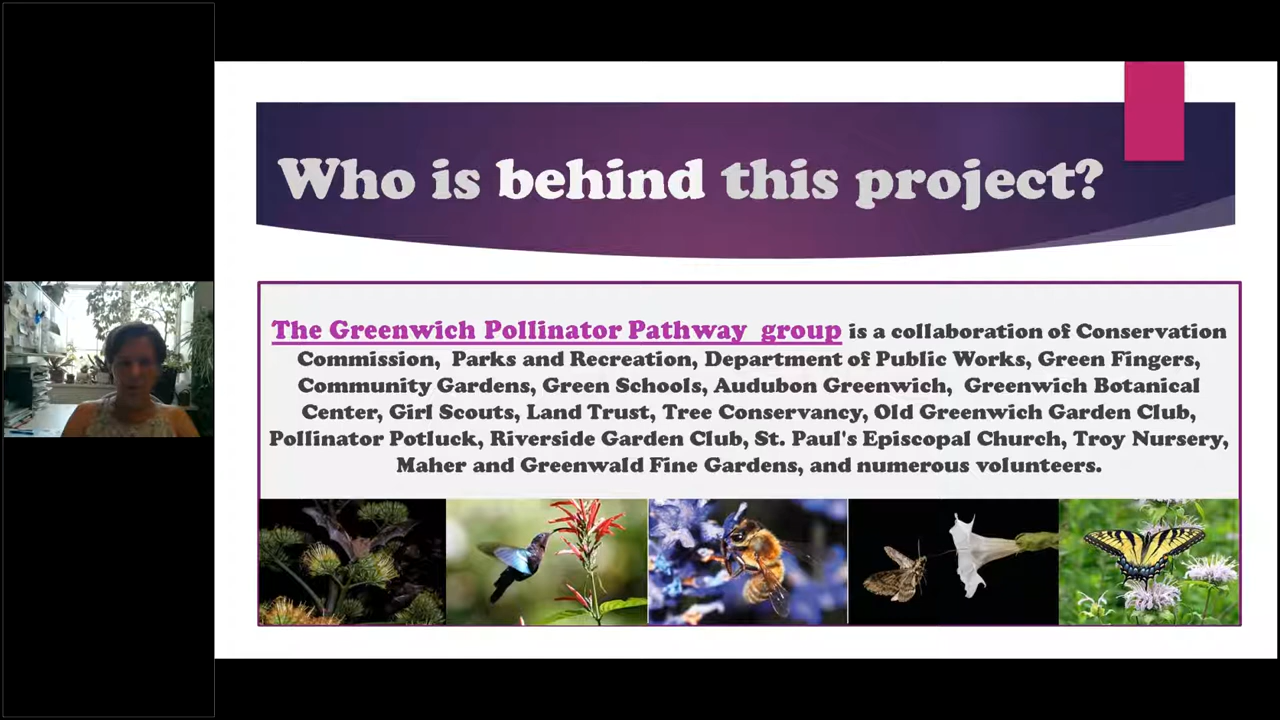 Who is behind this project?
The Greenwich Pollinator Pathway group is a collaboration of Conservation
Commission, Parks and Recreation, Department of Public Works, Green Fingers,
Community Gardens, Green Schools, Audubon Greenwich, Greenwich Botanical
Center, Girl Scouts, Land Trust, Tree Conservancy, Old Greenwich Garden Club,
Pollinator Potluck, Riverside Garden Club, St. Paul's Episcopal Church, Troy Nursery,
Maher and Greenwald Fine Gardens, and numerous volunteers.